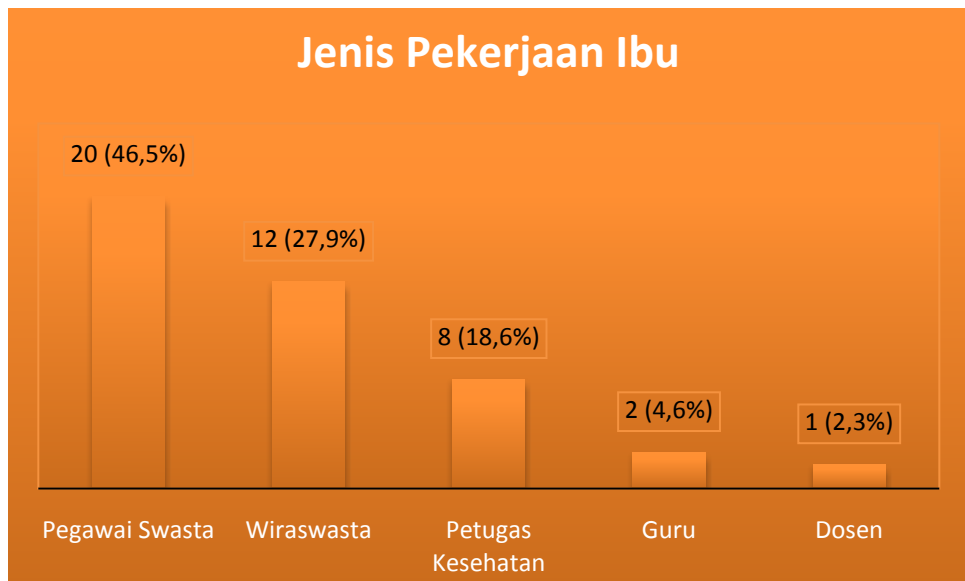 Jenis Pekerjaan Ibu
20 (46,5%)
12 (27,9%)
8 (18,6%)
2 (4,6%)
1 (2,3%)
Pegawai Swasta
Wiraswasta
Petugas
Kesehatan
Guru
Dosen